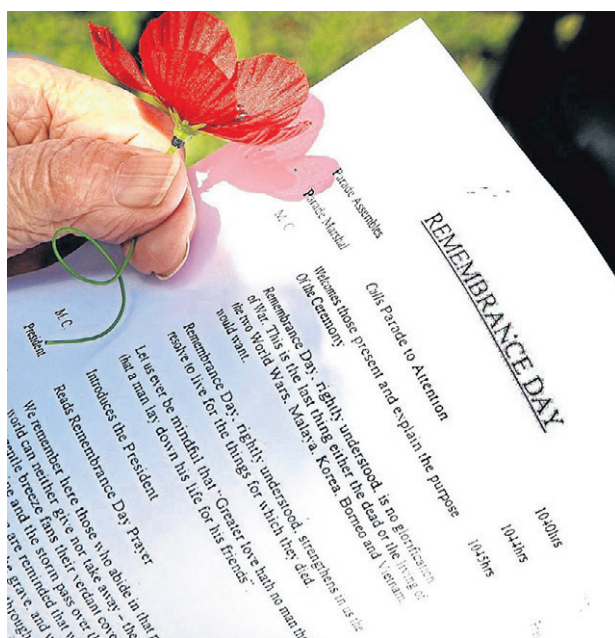 REMEMBRANCE DAY
Parade Assembles 1040hrs
Parade Marshal Calls Parade to Attention 1044hrs
M.C. Welcomes those present and explain the purpose 1045hrs
Of the Ceremony
Remembrance Day, rightly understood, is no glorification
of War. This is the last thing either the dead or the living of
the two World Wars, Malaya, Korea, Borneo and Vietnam
would want.
Remembrance Day, rightly understood, strengthens in us the
resolve to live for the things for which they died.
Let us ever be mindful that "Greater love hath no man
that a man lay down his life for his friends
M.C. Introduces the President
President Reads Remembrance Day Prayer
We remember here those who abide in that
world can neither give nor take away – the
breeze fans their verdant
and the storm pass over
are reminded that
grave, and